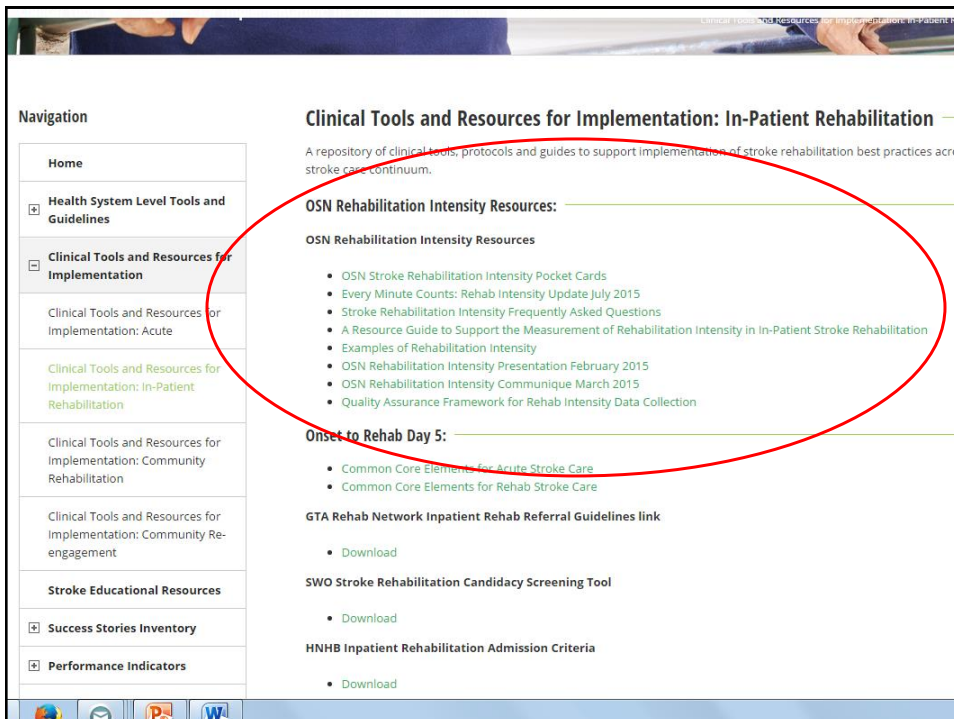 Clinical Tools and Resources for Implementation: In-Patient R
Navigation
Home
Health System Level Tools and
Guidelines
Clinical Tools and Resources for
Implementation
Clinical Tools and Resources for
Implementation: Acute
Clinical Tools and Resources for
Implementation: In-Patient
Rehabilitation
Clinical Tools and Resources for
Implementation: Community
Rehabilitation
Clinical Tools and Resources for
Implementation: Community Re-
engagement
Stroke Educational Resources
Success Stories Inventory
Performance Indicators
Clinical Tools and Resources for Implementation: In-Patient Rehabilitation
A repository of clinical tools, protocols and guides to support implementation of stroke rehabilitation best practices acr
stroke care continuum.
OSN Rehabilitation Intensity Resources:
OSN Rehabilitation Intensity Resources
OSN Stroke Rehabilitation Intensity Pocket Cards
Every Minute Counts: Rehab Intensity Update July 2015
Stroke Rehabilitation Intensity Frequently Asked Questions
A Resource Guide to Support the Measurement of Rehabilitation Intensity in In-Patient Stroke Rehabilitation
Examples of Rehabilitation Intensity
OSN Rehabilitation Intensity Presentation February 2015
OSN Rehabilitation Intensity Communique March 2015
Quality Assurance Framework for Rehab Intensity Data Collection
Onset to Rehab Day 5:
Common Core Elements for Acute Stroke Care
Common Core Elements for Rehab Stroke Care
GTA Rehab Network Inpatient Rehab Referral Guidelines link
Download
SWO Stroke Rehabilitation Candidacy Screening Tool
Download
HNHB Inpatient Rehabilitation Admission Criteria
Download